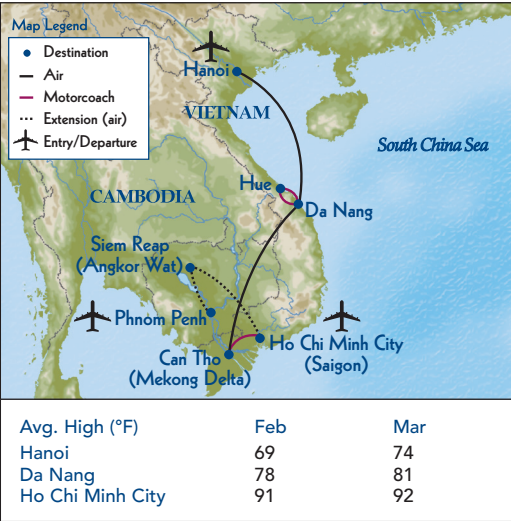 Map Legend
Destination
Air
Motorcoach
Extension (air)
Entry/Departure
Hanoi
VIETNAM
South China Sea
Hue
Da Nang
CAMBODIA
Siem Reap
(Angkor Wat)
Phnom Penh
Ho Chi Minh City
(Saigon)
Can Tho
(Mekong Delta)
Avg. High (°F) Feb Mar
Hanoi 69 74
Da Nang 78 81
Ho Chi Minh City 91 92